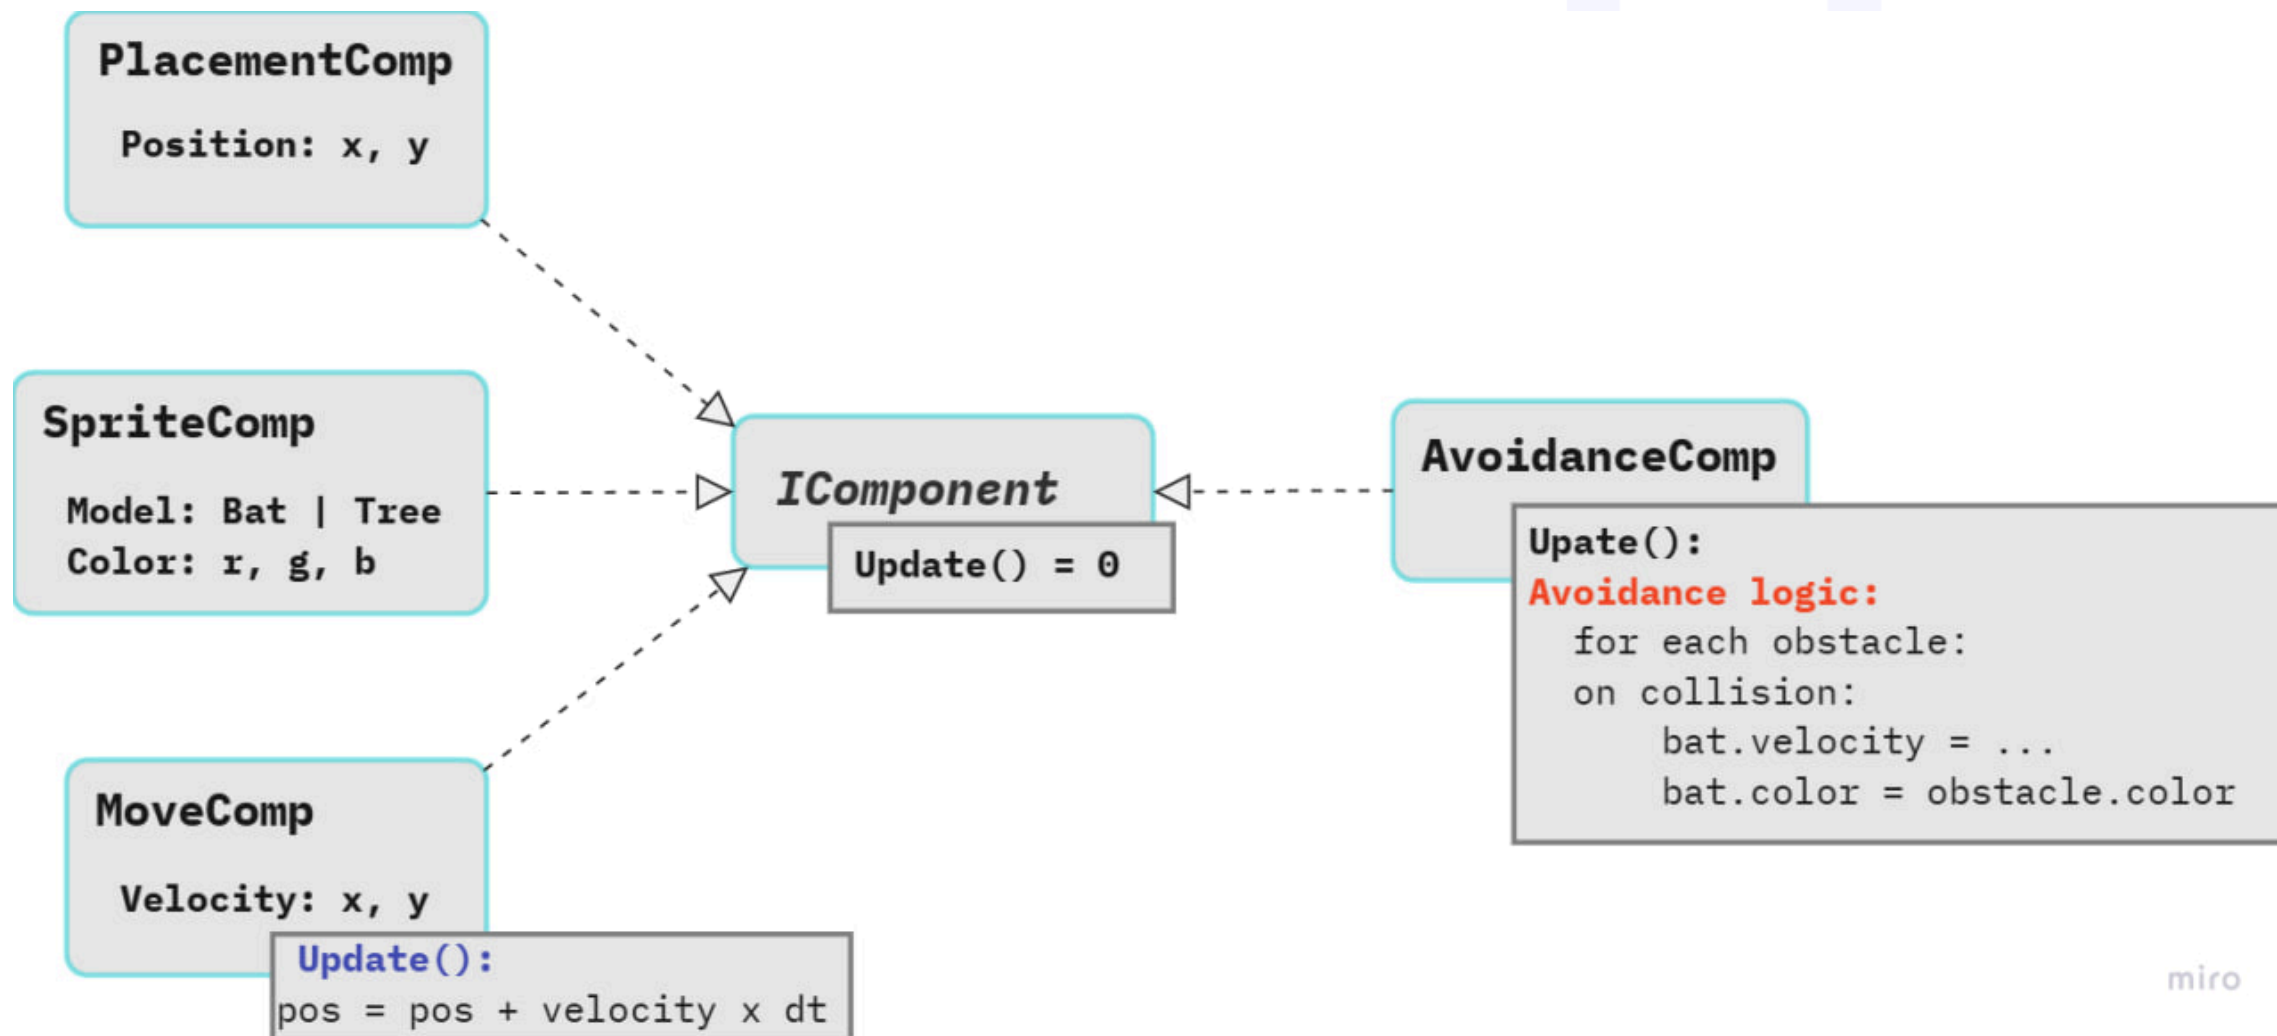 PlacementComp
Position: x, y
SpriteComp
Model: Bat | Tree
Color: r, g, b
MoveComp
Velocity: x, y
Update():
pos = pos + velocity x dt
IComponent
Update() = 0
AvoidanceComp
Upate():
Avoidance logic:
for each obstacle:
on collision:
bat.velocity = ...
bat.color = obstacle.color
miro